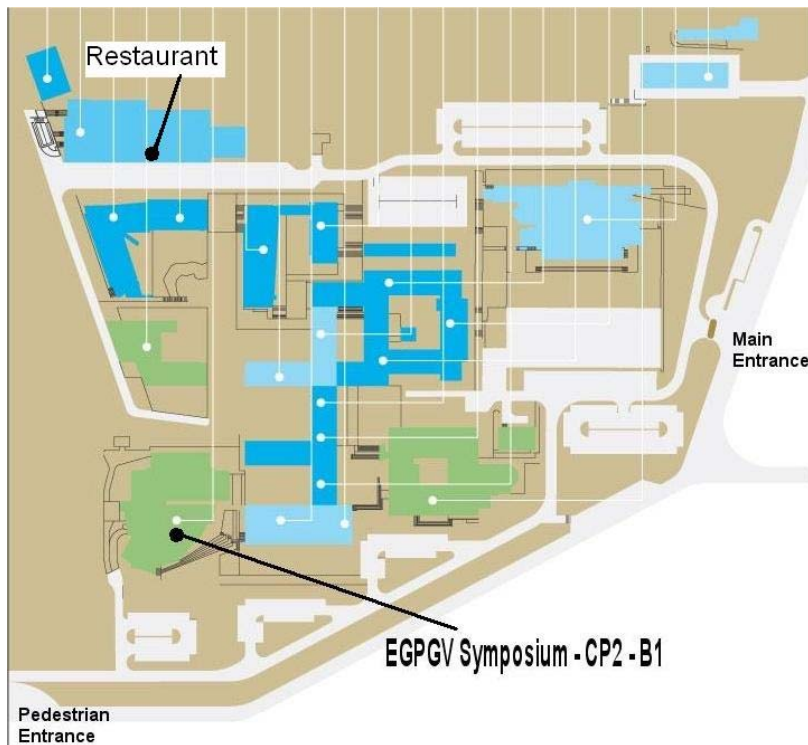 Restaurant
Main
Entrance
EGPGV Symposium - CP2 - B1
Pedestrian
Entrance